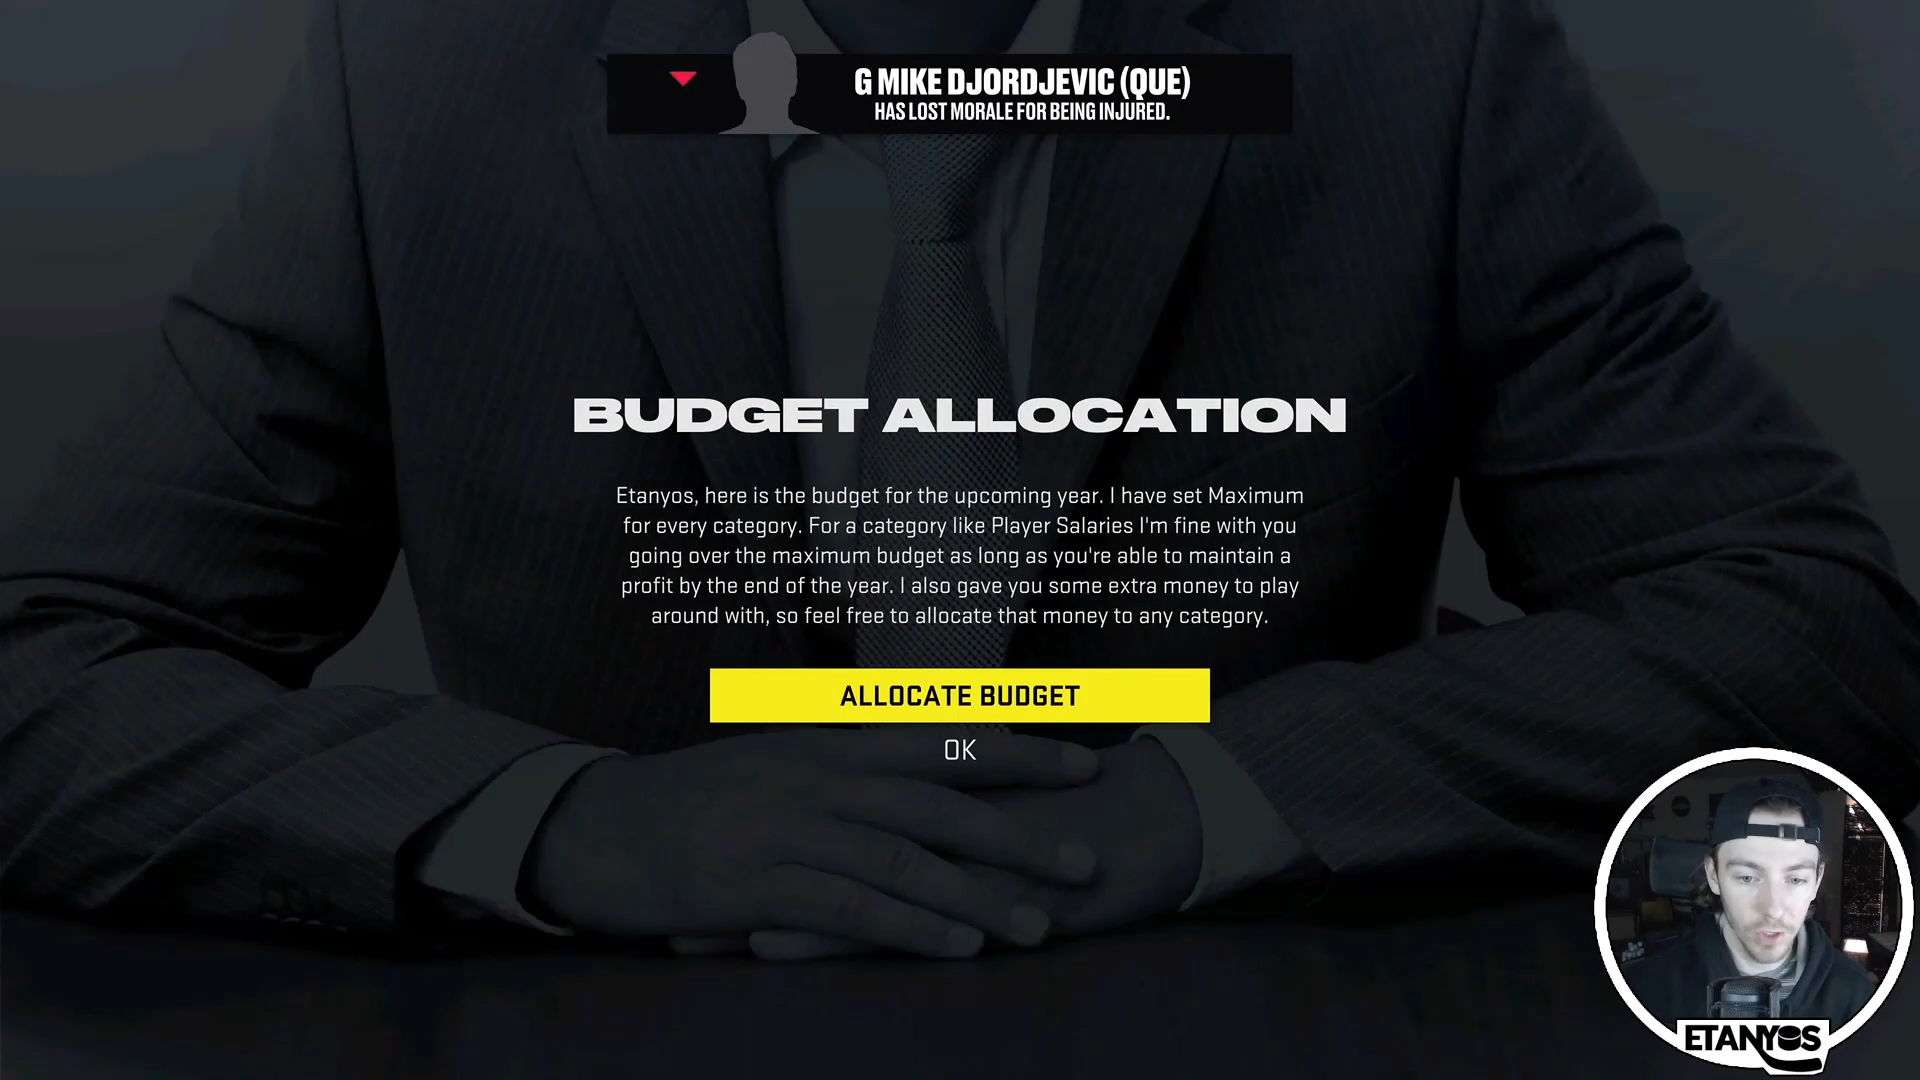 G MIKE DJORDJEVIC (QUE)
HAS LOST MORALE FOR BEING INJURED.
BUDGET ALLOCATION
Etanyos, here is the budget for the upcoming year. I have set Maximum
for every category. For a category like Player Salaries I'm fine with you
going over the maximum budget as long as you're able to maintain a
profit by the end of the year. I also gave you some extra money to play
around with, so feel free to allocate that money to any category.
ALLOCATE BUDGET
OK
ETANYOS